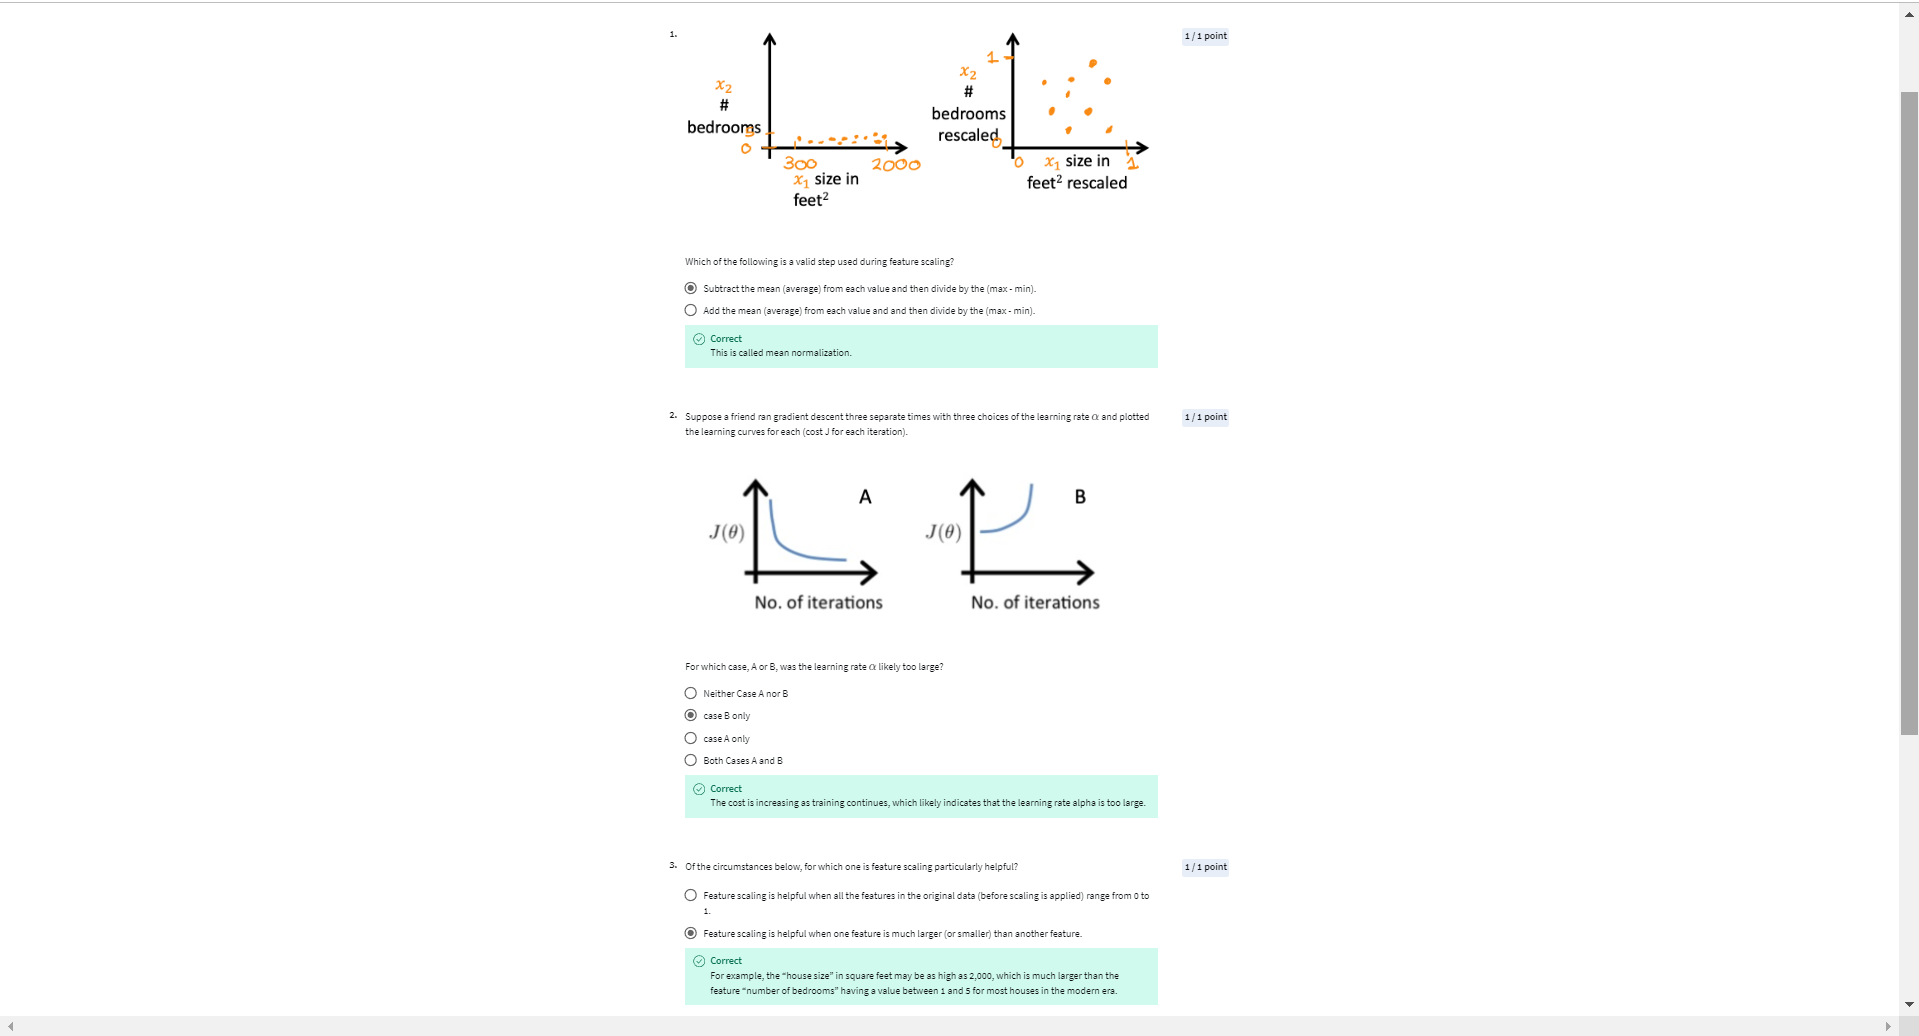 1.
1 / 1 point
x₂
#
bedrooms
5
0
300
2000
x₁ size in
feet²
1
x₂
#
bedrooms
rescaled
0
0
x₁ size in
1
feet² rescaled
Which of the following is a valid step used during feature scaling?
Subtract the mean (average) from each value and then divide by the (max - min).
Add the mean (average) from each value and and then divide by the (max - min).
Correct
This is called mean normalization.
2. Suppose a friend ran gradient descent three separate times with three choices of the learning rate α and plotted
the learning curves for each (cost J for each iteration).
1 / 1 point
A
J(θ)
No. of iterations
B
J(θ)
No. of iterations
For which case, A or B, was the learning rate α likely too large?
Neither Case A nor B
case B only
case A only
Both Cases A and B
Correct
The cost is increasing as training continues, which likely indicates that the learning rate alpha is too large.
3. Of the circumstances below, for which one is feature scaling particularly helpful?
1 / 1 point
Feature scaling is helpful when all the features in the original data (before scaling is applied) range from 0 to
1.
Feature scaling is helpful when one feature is much larger (or smaller) than another feature.
Correct
For example, the “house size” in square feet may be as high as 2,000, which is much larger than the
feature “number of bedrooms” having a value between 1 and 5 for most houses in the modern era.